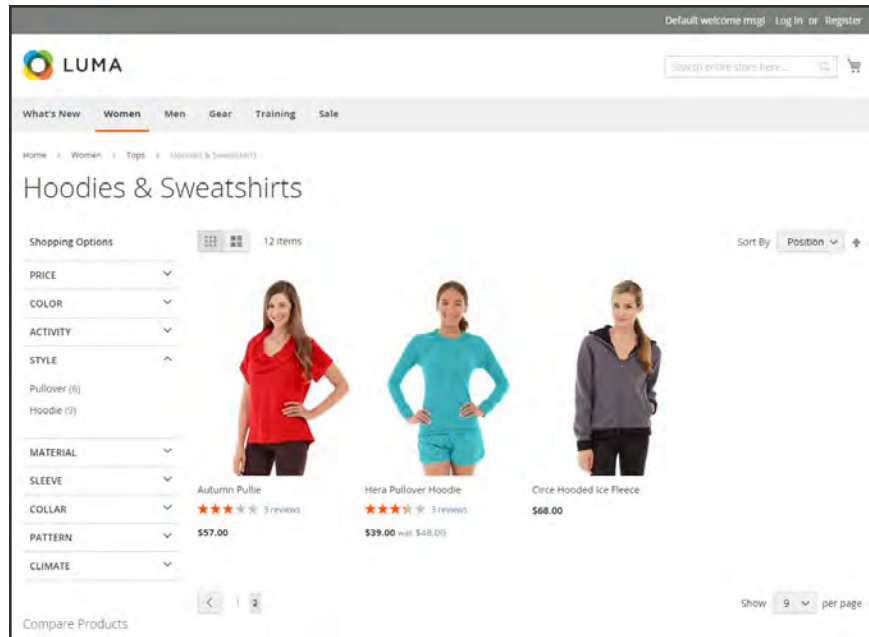 Default welcome msg! Log In or Register
LUMA
Search entire store here...
What's New Women Men Gear Training Sale
Home > Women > Tops > Hoodies & Sweatshirts
Hoodies & Sweatshirts
Shopping Options
12 Items
Sort By Position
PRICE
COLOR
ACTIVITY
STYLE
Pullover (6)
Hoodie (9)
MATERIAL
SLEEVE
COLLAR
PATTERN
CLIMATE
Autumn Pullie
3 reviews
$57.00
Hera Pullover Hoodie
3 reviews
$39.00 was $48.00
Circe Hooded Ice Fleece
$68.00
1 2
Show 9 per page
Compare Products